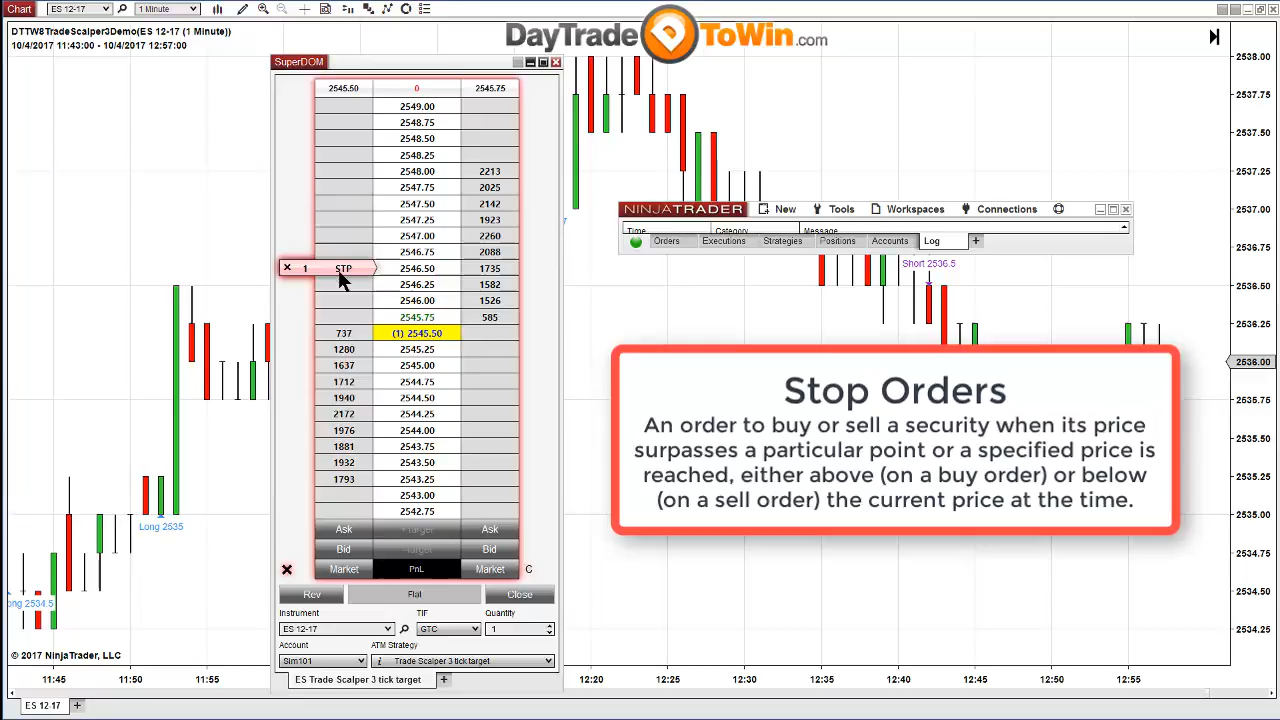 Chart ES 12-17 1 Minute
DTTW8TradeScalper3Demo(ES 12-17 (1 Minute))
10/4/2017 11:43:00 - 10/4/2017 12:57:00
DayTrade ToWin.com
SuperDOM
2545.50 0 2545.75
2549.00
2548.75
2548.50
2548.25
2548.00 2213
2547.75 2025
2547.50 2142
2547.25 1923
2547.00 2260
2546.75 2088
1 STP 2546.50 1735
2546.25 1582
2546.00 1526
2545.75 585
737 (1) 2545.50
1280 2545.25
1637 2545.00
1712 2544.75
1940 2544.50
2172 2544.25
1976 2544.00
1881 2543.75
1932 2543.50
1793 2543.25
2543.00
2542.75
Ask +Target Ask
Bid -Target Bid
Market PnL Market C
Rev Flat Close
Instrument TIF Quantity
ES 12-17 GTC 1
Account ATM Strategy
Sim101 i Trade Scalper 3 tick target
ES Trade Scalper 3 tick target +
NINJATRADER New Tools Workspaces Connections
Time Category Message
Orders Executions Strategies Positions Accounts Log +
Short 2536.5
Long 2535
ong 2534.5
Stop Orders
An order to buy or sell a security when its price
surpasses a particular point or a specified price is
reached, either above (on a buy order) or below
(on a sell order) the current price at the time.
2538.00
2537.75
2537.50
2537.25
2537.00
2536.75
2536.50
2536.25
2536.00
2535.75
2535.50
2535.25
2535.00
2534.75
2534.50
2534.25
© 2017 NinjaTrader, LLC
11:45 11:50 11:55 12:20 12:25 12:30 12:35 12:40 12:45 12:50 12:55
ES 12-17 +